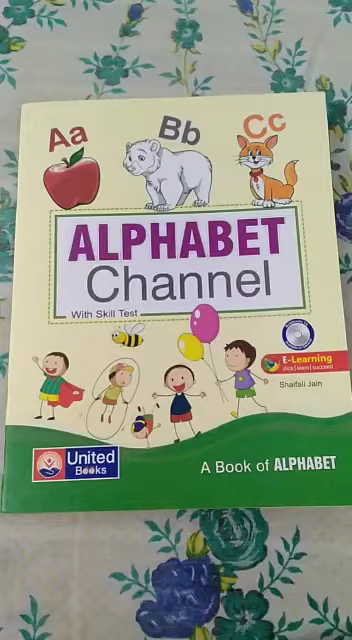 Aa Bb Cc
ALPHABET
Channel
With Skill Test
E-Learning
click|learn|succeed
Shaifali Jain
United
Books
A Book of ALPHABET